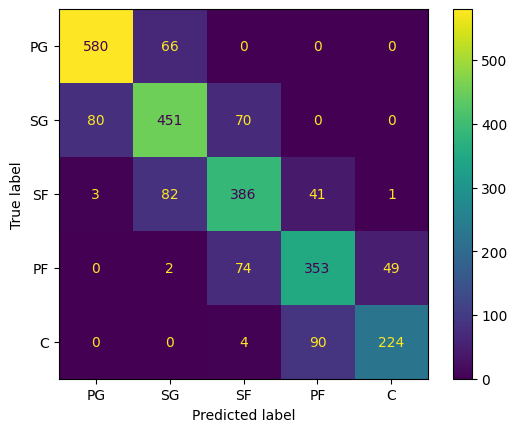 PG 580 66 0 0 0
SG 80 451 70 0 0
SF 3 82 386 41 1
PF 0 2 74 353 49
C 0 0 4 90 224
PG SG SF PF C
True label
Predicted label
500
400
300
200
100
0